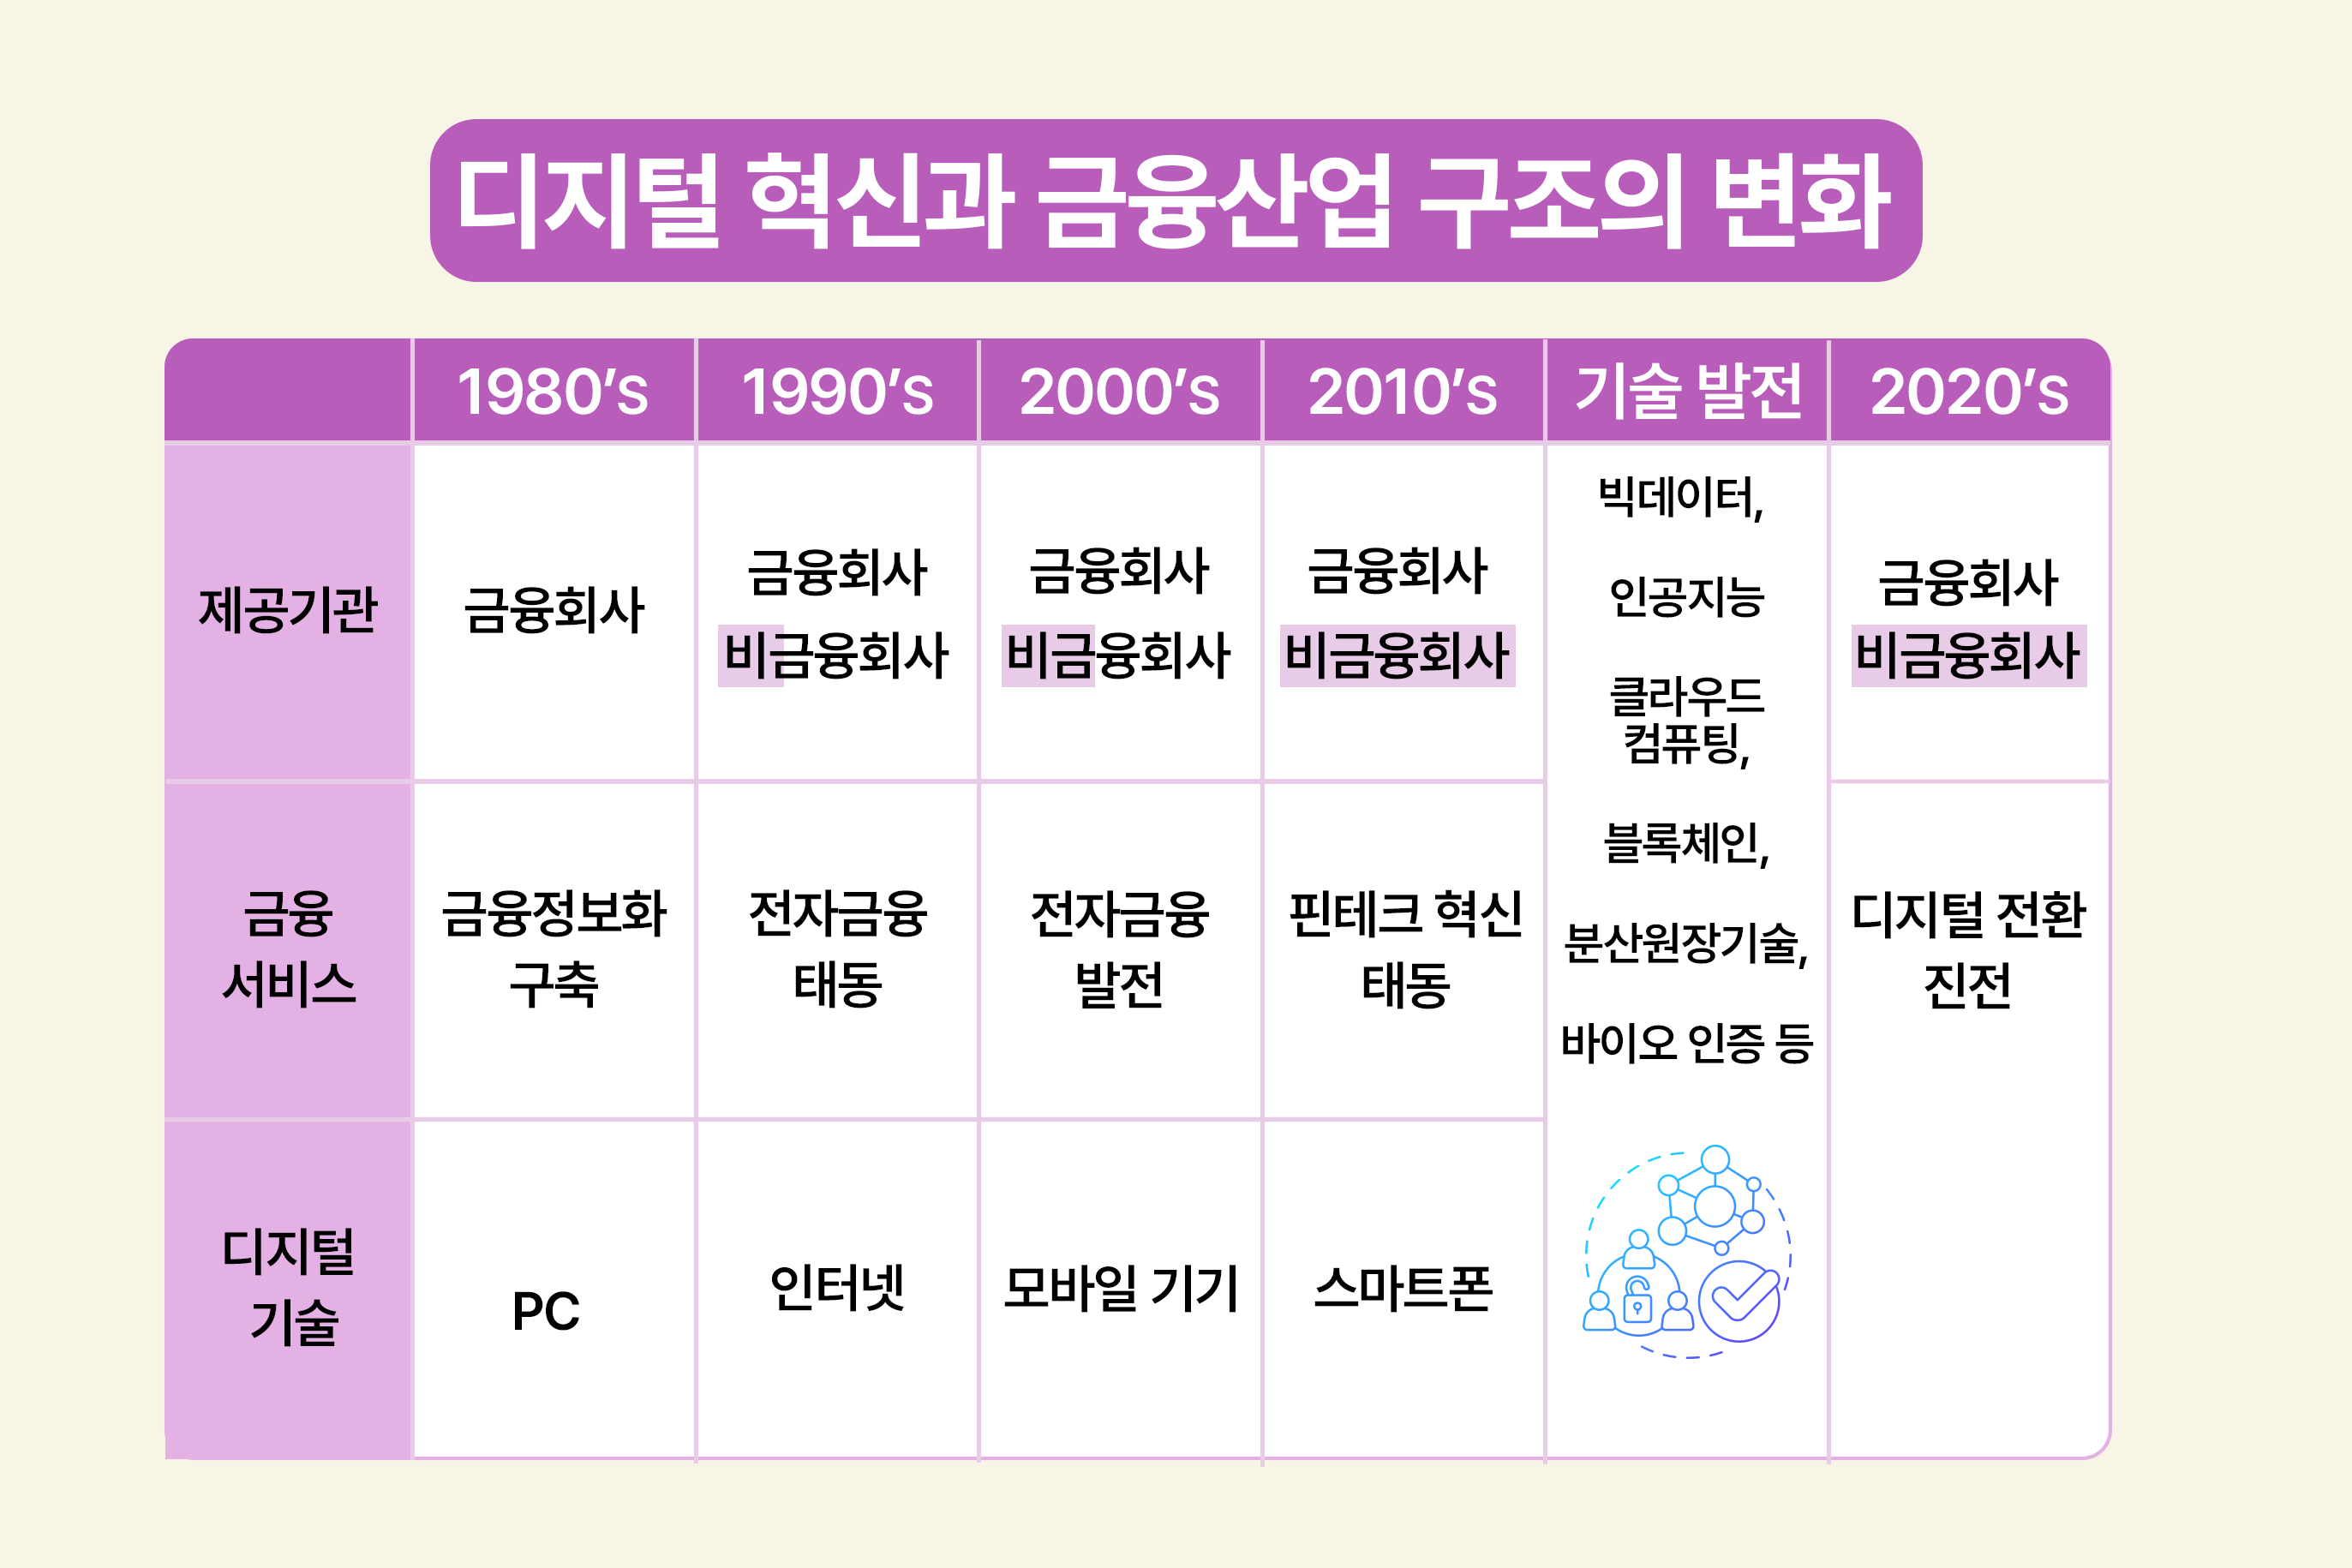 디지털 혁신과 금융산업 구조의 변화
1980's 1990's 2000's 2010's 기술 발전 2020's
제공기관
금융회사
금융회사
비금융회사
금융회사
비금융회사
금융회사
비금융회사
빅데이터,
인공지능
클라우드
컴퓨팅,
블록체인,
분산원장기술,
바이오 인증 등
금융회사
비금융회사
금융
서비스
금융정보화
구축
전자금융
태동
전자금융
발전
핀테크 혁신
태동
디지털 전환
진전
디지털
기술
PC
인터넷
모바일 기기
스마트폰